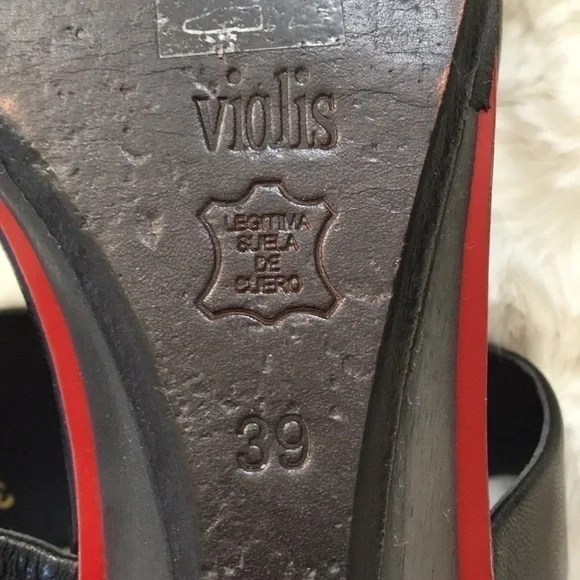 violis
LEGITIMA
SUELA
DE
CUERO
39